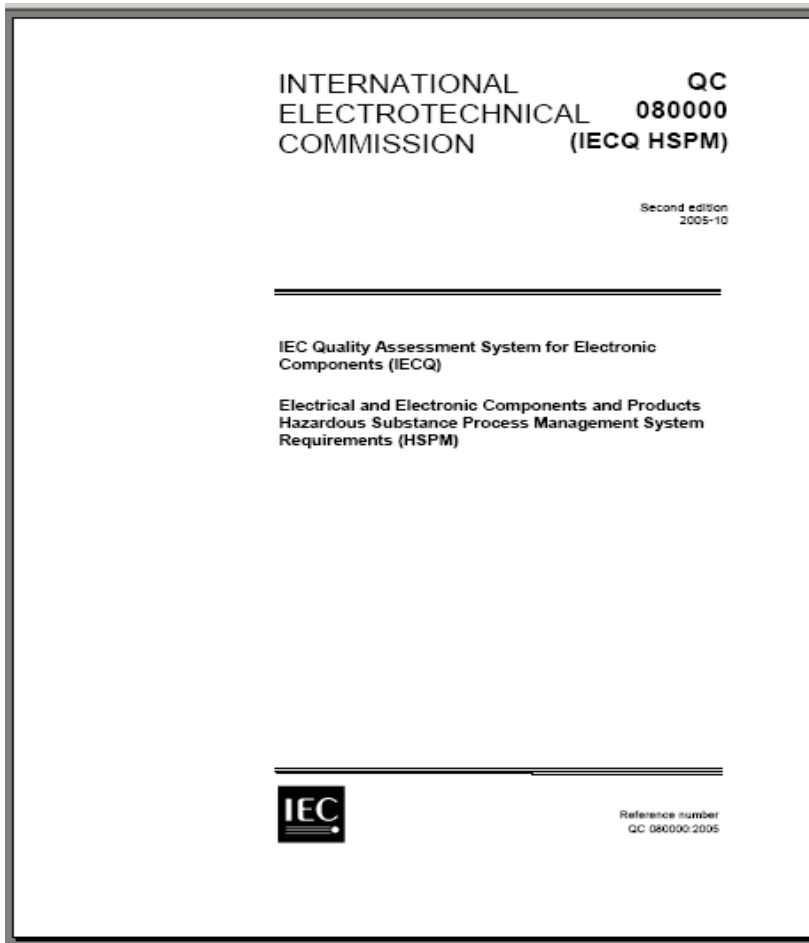 INTERNATIONAL
ELECTROTECHNICAL
COMMISSION
QC
080000
(IECQ HSPM)
Second edition
2005-10
IEC Quality Assessment System for Electronic
Components (IECQ)
Electrical and Electronic Components and Products
Hazardous Substance Process Management System
Requirements (HSPM)
IEC
Reference number
QC 080000:2005